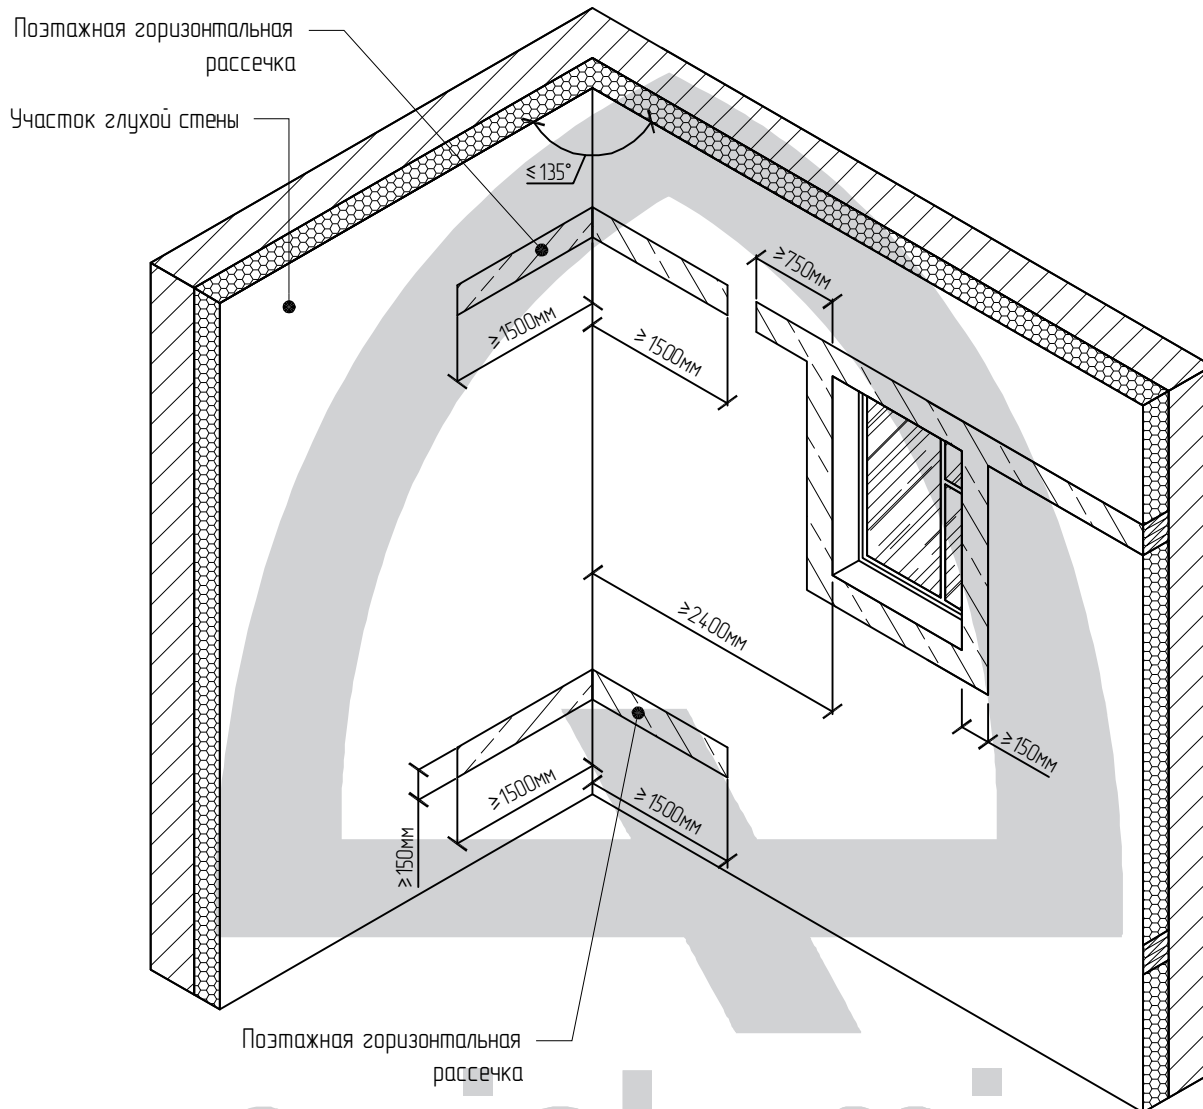 Поэтажная горизонтальная
рассечка
Участок глухой стены
≤135°
≥750мм
≥1500мм
≥1500мм
≥2400мм
≥150мм
≥1500мм
≥1500мм
≥150мм
Поэтажная горизонтальная
рассечка